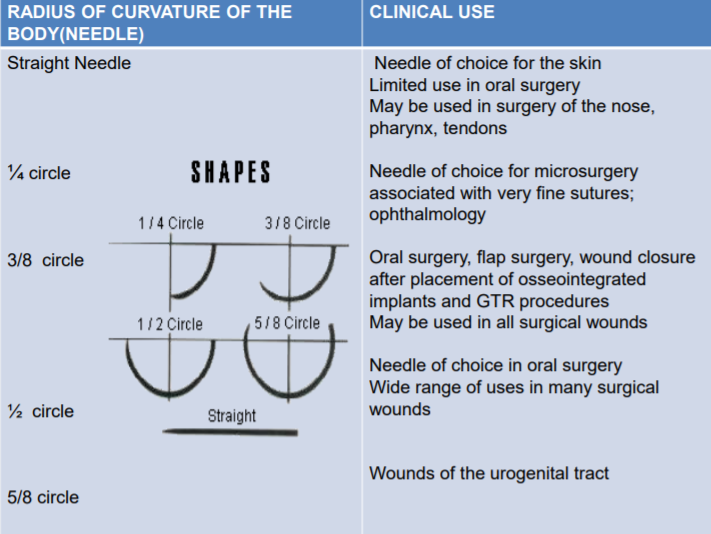 RADIUS OF CURVATURE OF THE
BODY(NEEDLE)
CLINICAL USE
Straight Needle
Needle of choice for the skin
Limited use in oral surgery
May be used in surgery of the nose,
pharynx, tendons
¼ circle
Needle of choice for microsurgery
associated with very fine sutures;
ophthalmology
3/8 circle
Oral surgery, flap surgery, wound closure
after placement of osseointegrated
implants and GTR procedures
May be used in all surgical wounds
½ circle
Needle of choice in oral surgery
Wide range of uses in many surgical
wounds
5/8 circle
Wounds of the urogenital tract
SHAPES
1/4 Circle
3/8 Circle
1/2 Circle
5/8 Circle
Straight